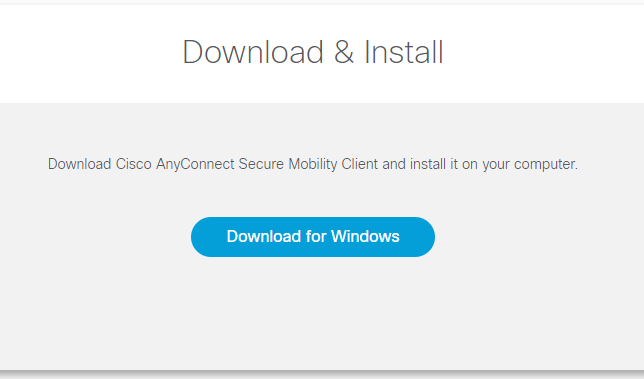 Download & Install
Download Cisco AnyConnect Secure Mobility Client and install it on your computer.
Download for Windows